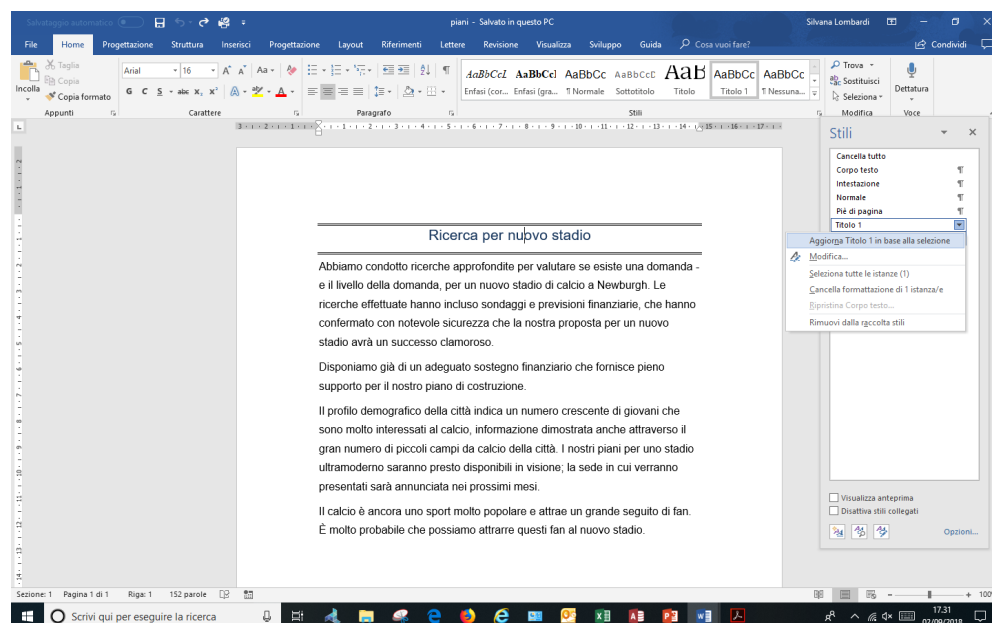 Salvataggio automatico
piani - Salvato in questo PC
Silvana Lombardi
File Home Progettazione Struttura Inserisci Progettazione Layout Riferimenti Lettere Revisione Visualizza Sviluppo Guida Cosa vuoi fare? Condividi
Incolla
Taglia
Copia
Copia formato
Appunti
Arial 16
G C S abc x₂ x²
Carattere
Paragrafo
AaBbCcI AaBbCcI AaBbCc AaBbCcD AaB AaBbCc AaBbCc
Enfasi (cor... Enfasi (gra... ¶ Normale Sottotitolo Titolo Titolo 1 ¶ Nessuna...
Stili
Trova
Sostituisci
Seleziona
Modifica
Dettatura
Voce
Ricerca per nuovo stadio
Abbiamo condotto ricerche approfondite per valutare se esiste una domanda -
e il livello della domanda, per un nuovo stadio di calcio a Newburgh. Le
ricerche effettuate hanno incluso sondaggi e previsioni finanziarie, che hanno
confermato con notevole sicurezza che la nostra proposta per un nuovo
stadio avrà un successo clamoroso.
Disponiamo già di un adeguato sostegno finanziario che fornisce pieno
supporto per il nostro piano di costruzione.
Il profilo demografico della città indica un numero crescente di giovani che
sono molto interessati al calcio, informazione dimostrata anche attraverso il
gran numero di piccoli campi da calcio della città. I nostri piani per uno stadio
ultramoderno saranno presto disponibili in visione; la sede in cui verranno
presentati sarà annunciata nei prossimi mesi.
Il calcio è ancora uno sport molto popolare e attrae un grande seguito di fan.
È molto probabile che possiamo attrarre questi fan al nuovo stadio.
Stili
Cancella tutto
Corpo testo ¶
Intestazione ¶
Normale ¶
Piè di pagina ¶
Titolo 1
Aggiorna Titolo 1 in base alla selezione
Modifica...
Seleziona tutte le istanze (1)
Cancella formattazione di 1 istanza/e
Ripristina Corpo testo...
Rimuovi dalla raccolta stili
Visualizza anteprima
Disattiva stili collegati
Opzioni...
Sezione: 1 Pagina 1 di 1 Riga: 1 152 parole
Scrivi qui per eseguire la ricerca
17.31
02/09/2018